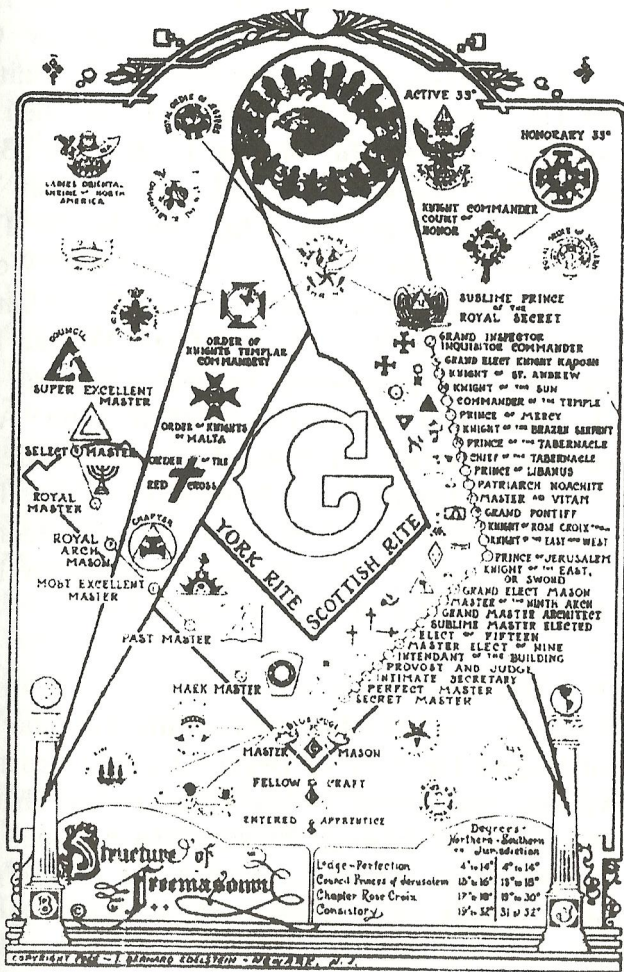 ACTIVE 33°
HONORARY 33°
LADIES ORIENTAL
SHRINE OF NORTH
AMERICA
KNIGHT COMMANDER
COURT OF
HONOR
SUBLIME PRINCE
OF THE
ROYAL SECRET
ORDER OF
KNIGHTS TEMPLAR
COMMANDERY
GRAND INSPECTOR
INQUISITOR COMMANDER
GRAND ELECT KNIGHT KADOSH
KNIGHT OF ST. ANDREW
KNIGHT OF THE SUN
COMMANDER OF THE TEMPLE
PRINCE OF MERCY
KNIGHT OF THE BRAZEN SERPENT
PRINCE OF THE TABERNACLE
CHIEF OF THE TABERNACLE
PRINCE OF LIBANUS
PATRIARCH NOACHITE
MASTER AD VITAM
GRAND PONTIFF
KNIGHT OF ROSE CROIX
KNIGHT OF THE EAST AND WEST
PRINCE OF JERUSALEM
KNIGHT OF THE EAST,
OR SWORD
GRAND ELECT MASON
MASTER OF THE NINTH ARCH
GRAND MASTER ARCHITECT
SUBLIME MASTER ELECTED
ELECT OF FIFTEEN
MASTER ELECT OF NINE
INTENDANT OF THE BUILDING
PROVOST AND JUDGE
INTIMATE SECRETARY
PERFECT MASTER
SECRET MASTER
COUNCIL
SUPER EXCELLENT
MASTER
ORDER OF KNIGHTS
OF MALTA
SELECT MASTER
ORDER OF THE
RED CROSS
ROYAL
MASTER
CHAPTER
ROYAL
ARCH
MASON
MOST EXCELLENT
MASTER
PAST MASTER
MARK MASTER
G
YORK RITE
SCOTTISH RITE
BLUE LODGE
MASTER G MASON
FELLOW CRAFT
ENTERED APPRENTICE
Structure of
Freemasonry
B
J
Degrees
Northern - Southern
Jurisdiction
Lodge - Perfection 4° to 14° 4° to 14°
Council Princes of Jerusalem 15° to 16° 15° to 18°
Chapter Rose Croix 17° to 18° 19° to 30°
Consistory 19° to 32° 31 to 32°
COPYRIGHT - I. BERNARD EDELSTEIN - NEWARK, N. J.